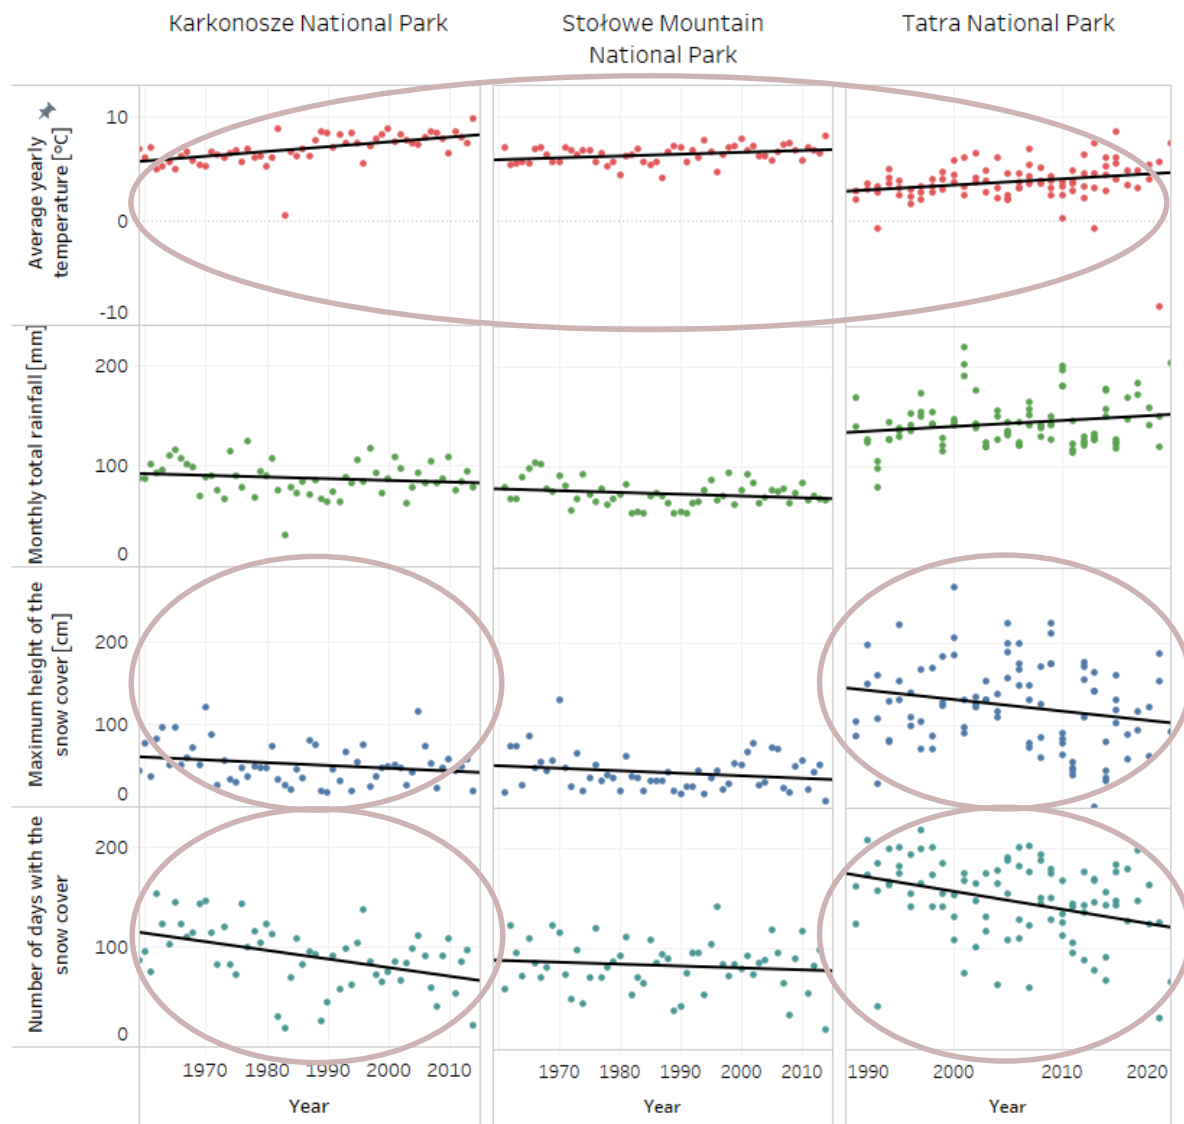 Karkonosze National Park
Stołowe Mountain
National Park
Tatra National Park
Average yearly
temperature [°C]
10
0
-10
Monthly total rainfall [mm]
200
100
0
Maximum height of the
snow cover [cm]
200
100
0
Number of days with the
snow cover
200
100
0
1970 1980 1990 2000 2010
1970 1980 1990 2000 2010
1990 2000 2010 2020
Year
Year
Year